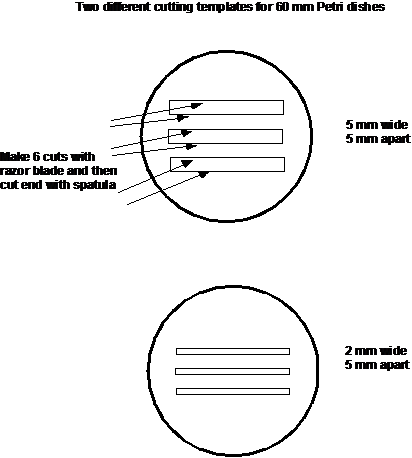 Two different cutting templates for 60 mm Petri dishes
5 mm wide
5 mm apart
Make 6 cuts with
razor blade and then
cut end with spatula
2 mm wide
5 mm apart